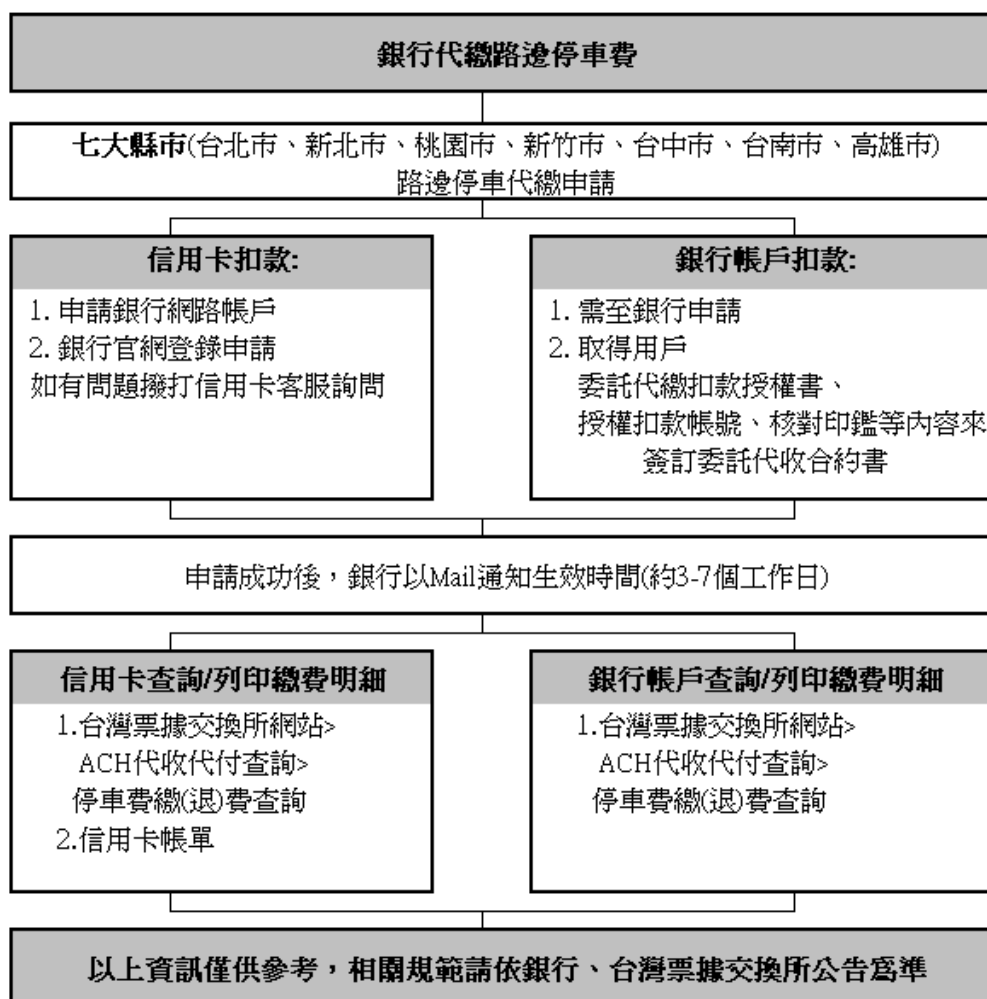 銀行代繳路邊停車費
七大縣市(台北市、新北市、桃園市、新竹市、台中市、台南市、高雄市)
路邊停車代繳申請
信用卡扣款:
1. 申請銀行網路帳戶
2. 銀行官網登錄申請
如有問題撥打信用卡客服詢問
銀行帳戶扣款:
1. 需至銀行申請
2. 取得用戶
委託代繳扣款授權書、
授權扣款帳號、核對印鑑等內容來
簽訂委託代收合約書
申請成功後，銀行以Mail通知生效時間(約3-7個工作日)
信用卡查詢/列印繳費明細
1.台灣票據交換所網站>
ACH代收代付查詢>
停車費繳(退)費查詢
2.信用卡帳單
銀行帳戶查詢/列印繳費明細
1.台灣票據交換所網站>
ACH代收代付查詢>
停車費繳(退)費查詢
以上資訊僅供參考，相關規範請依銀行、台灣票據交換所公告為準